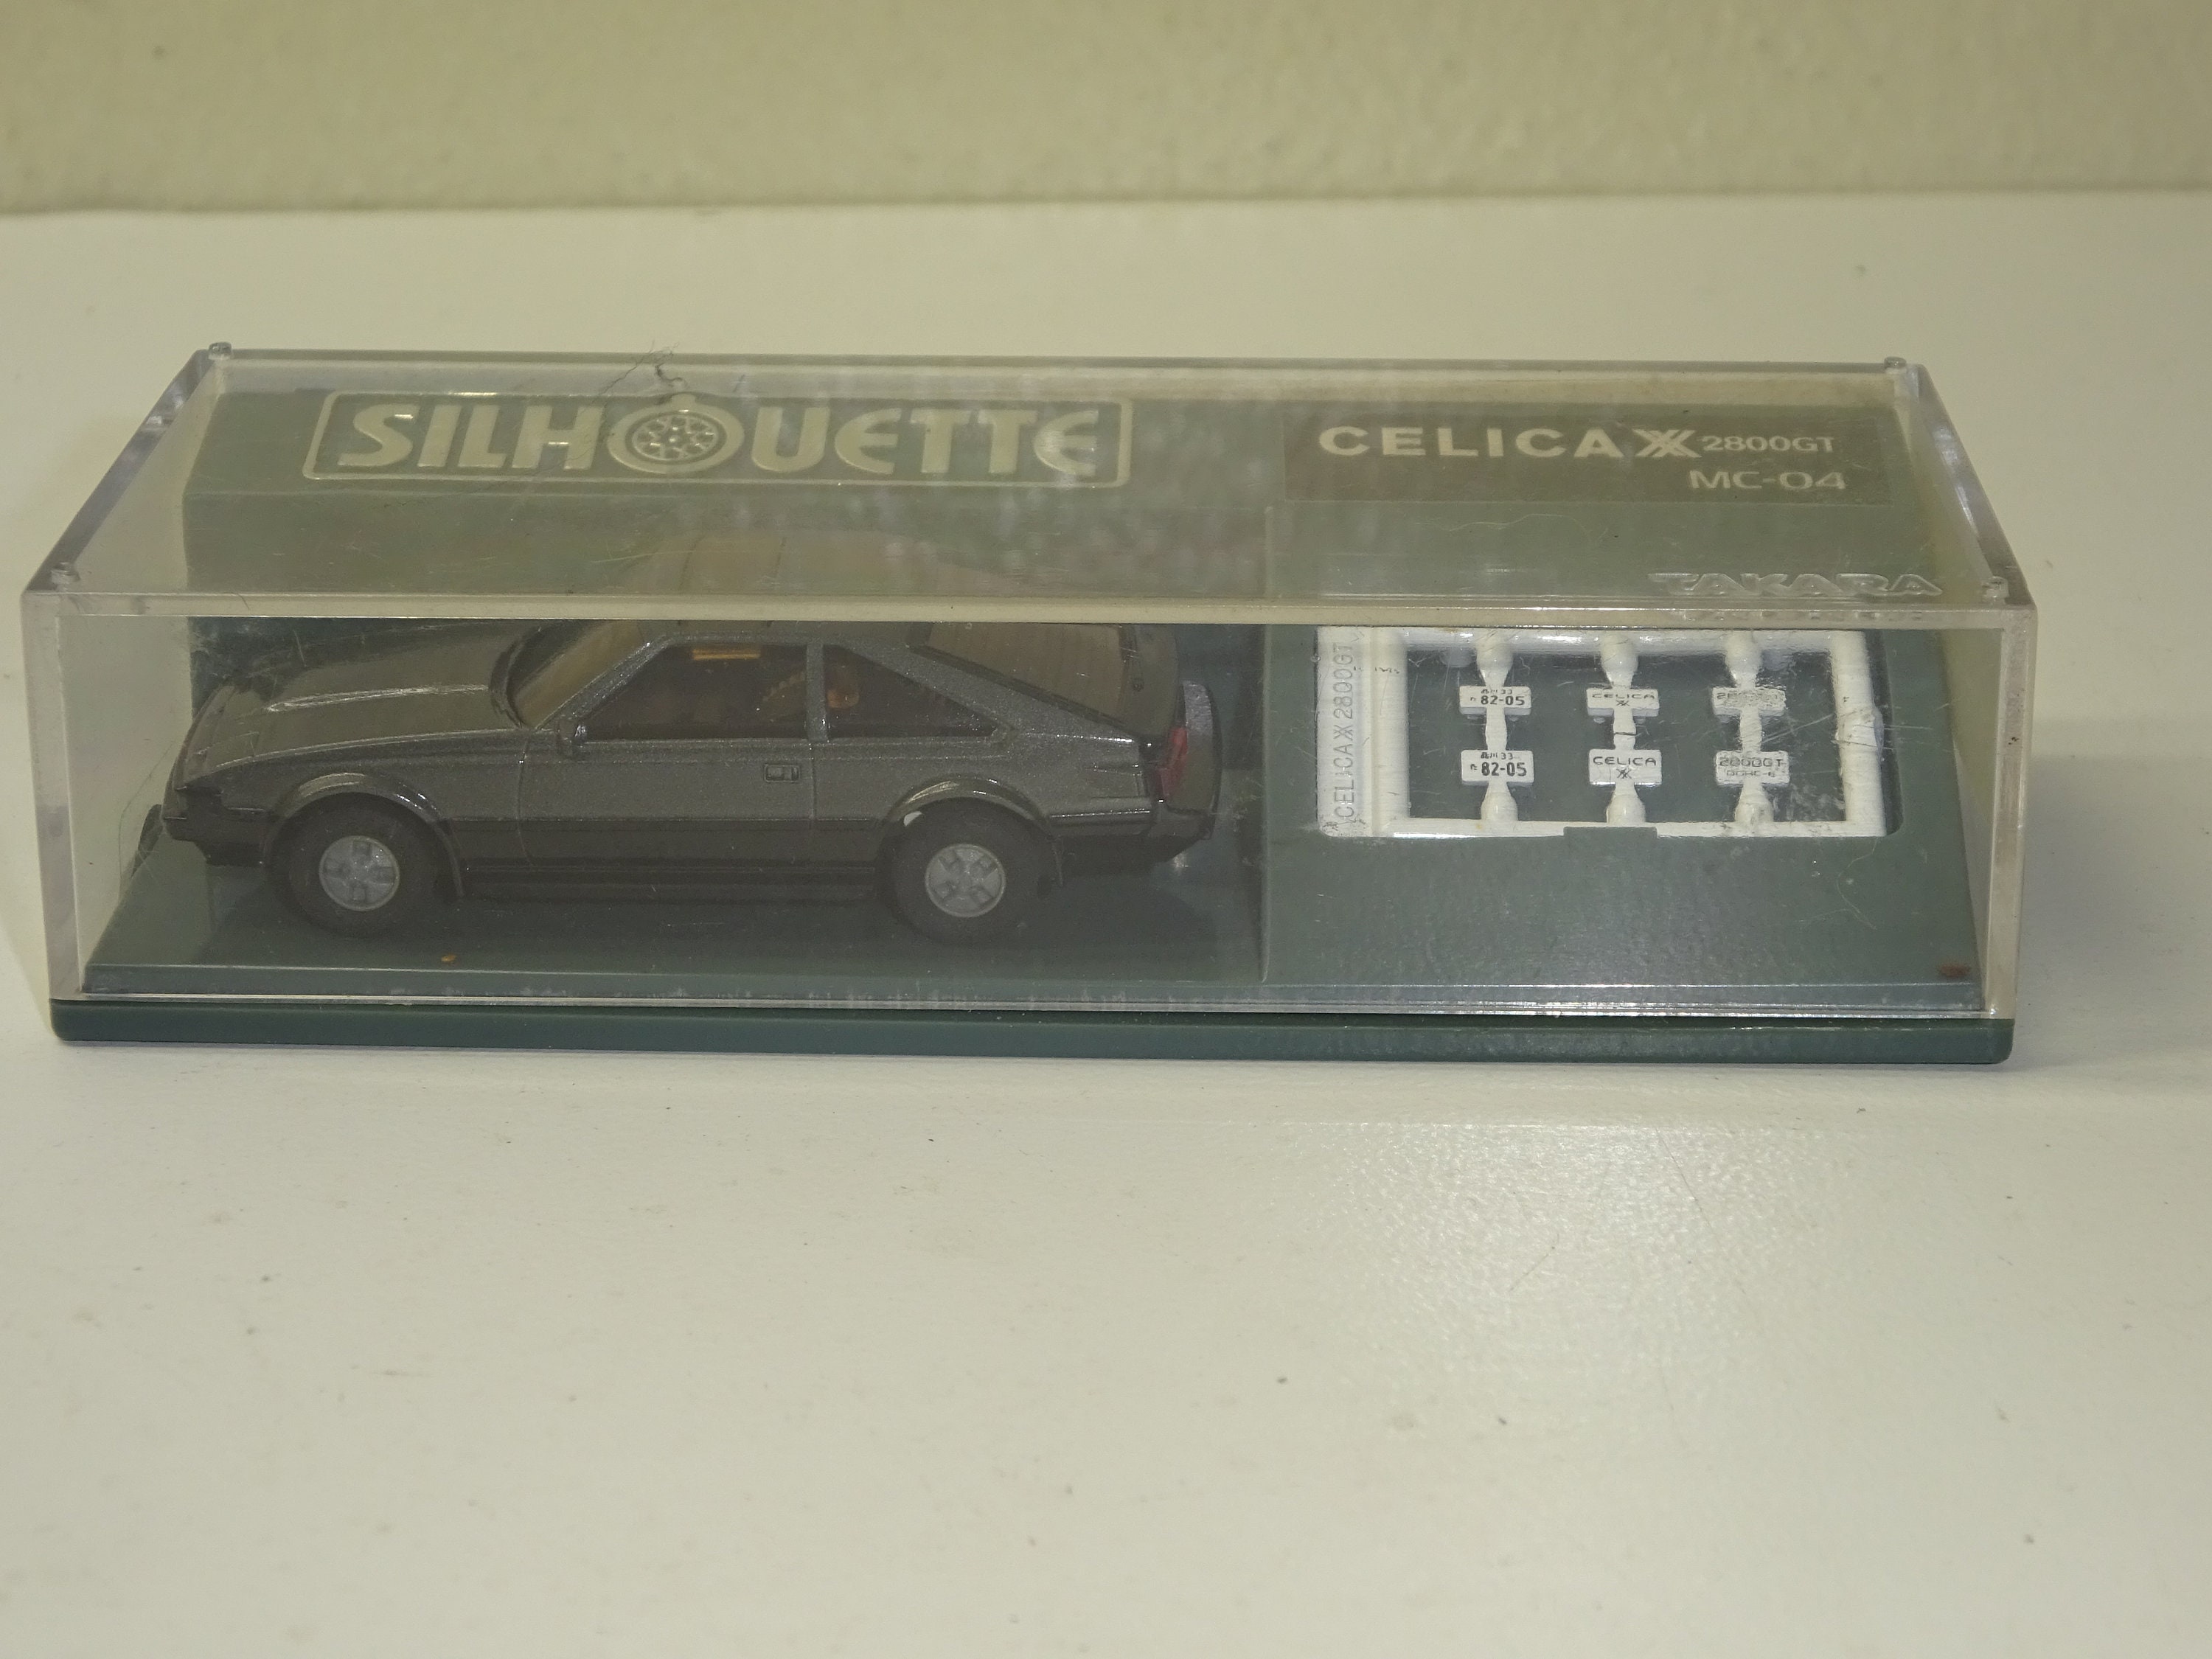 SILHOUETTE
CELICA XX 2800GT
MC-04
TAKARA
CELICA XX 2800GT
82-05
CELICA
XX
82-05
CELICA
XX
2800GT